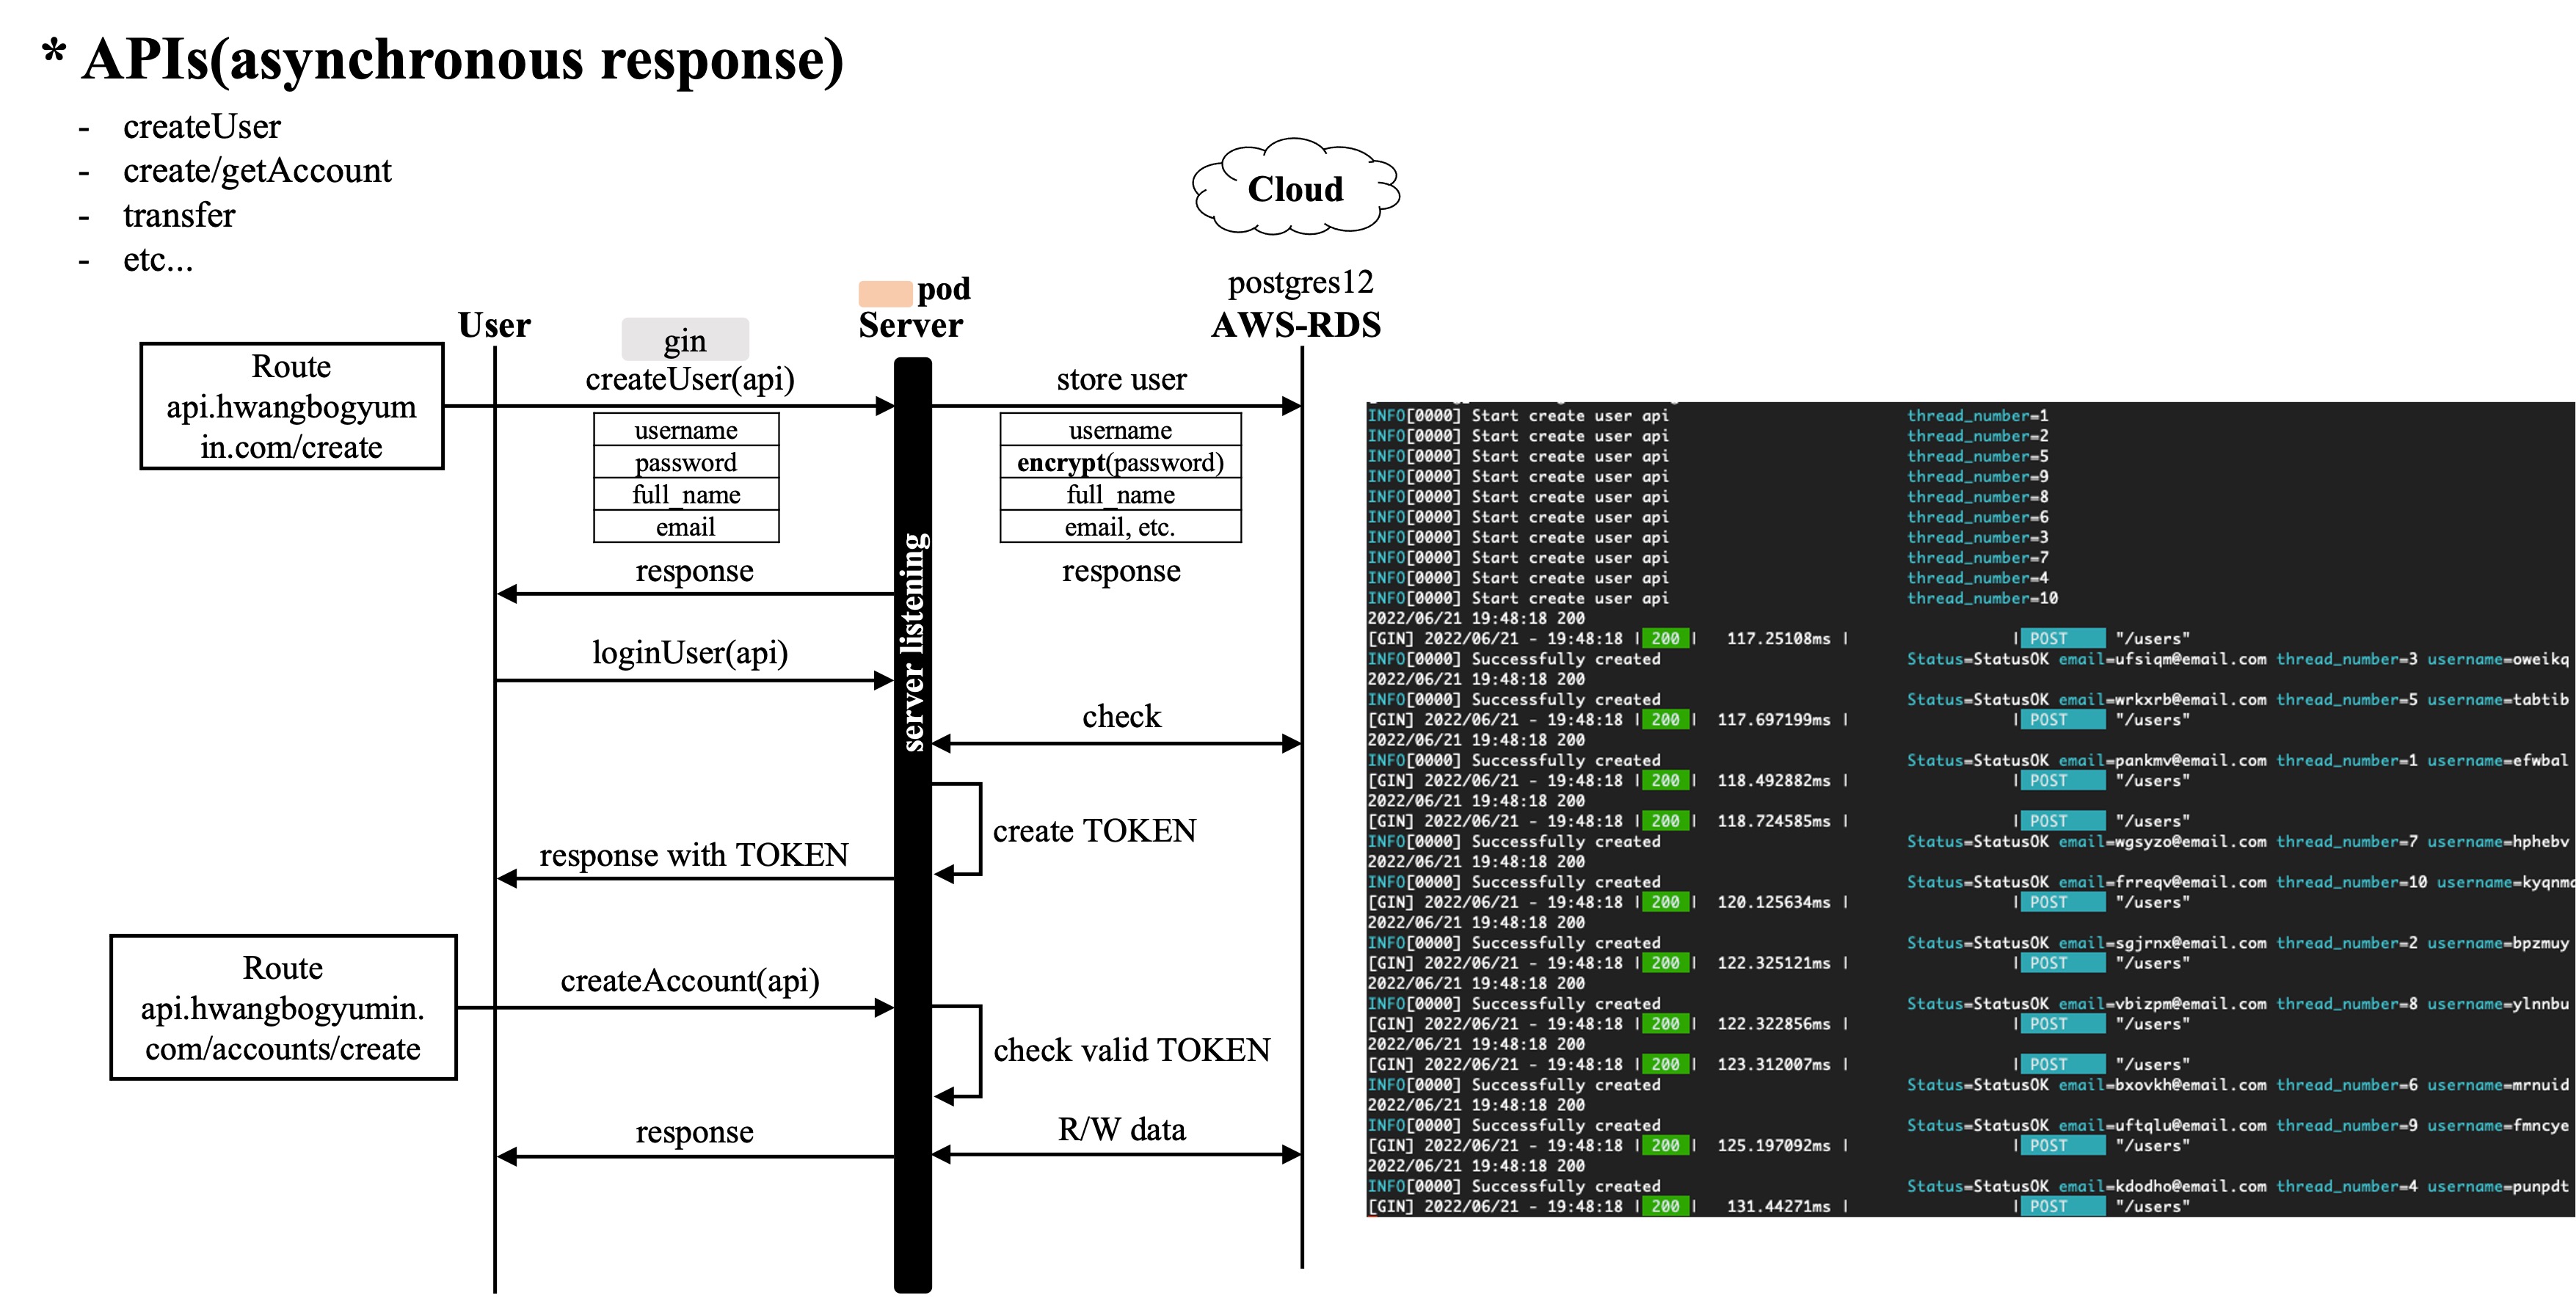 * APIs(asynchronous response)
- createUser
- create/getAccount
- transfer
- etc...
Cloud
postgres12
AWS-RDS
pod
Server
User
gin
Route
api.hwangbogyum
in.com/create
createUser(api)
username
password
full_name
email
store user
username
encrypt(password)
full_name
email, etc.
response
response
server listening
loginUser(api)
check
create TOKEN
response with TOKEN
Route
api.hwangbogyumin.
com/accounts/create
createAccount(api)
check valid TOKEN
R/W data
response
INFO[0000] Start create user api thread_number=1
INFO[0000] Start create user api thread_number=2
INFO[0000] Start create user api thread_number=5
INFO[0000] Start create user api thread_number=9
INFO[0000] Start create user api thread_number=8
INFO[0000] Start create user api thread_number=6
INFO[0000] Start create user api thread_number=3
INFO[0000] Start create user api thread_number=7
INFO[0000] Start create user api thread_number=4
INFO[0000] Start create user api thread_number=10
2022/06/21 19:48:18 200
[GIN] 2022/06/21 - 19:48:18 | 200 | 117.25108ms | | POST "/users"
INFO[0000] Successfully created Status=StatusOK email=ufsiqm@email.com thread_number=3 username=oweikq
2022/06/21 19:48:18 200
INFO[0000] Successfully created Status=StatusOK email=wrkxrb@email.com thread_number=5 username=tabtib
[GIN] 2022/06/21 - 19:48:18 | 200 | 117.697199ms | | POST "/users"
2022/06/21 19:48:18 200
INFO[0000] Successfully created Status=StatusOK email=pankmv@email.com thread_number=1 username=efwbal
[GIN] 2022/06/21 - 19:48:18 | 200 | 118.492882ms | | POST "/users"
2022/06/21 19:48:18 200
[GIN] 2022/06/21 - 19:48:18 | 200 | 118.724585ms | | POST "/users"
INFO[0000] Successfully created Status=StatusOK email=wgsyzo@email.com thread_number=7 username=hphebv
2022/06/21 19:48:18 200
INFO[0000] Successfully created Status=StatusOK email=frreqv@email.com thread_number=10
[GIN] 2022/06/21 - 19:48:18 | 200 | 120.125634ms | | POST "/users"
2022/06/21 19:48:18 200
INFO[0000] Successfully created Status=StatusOK email=sgjrnx@email.com thread_number=2 username=bpzmuy
[GIN] 2022/06/21 - 19:48:18 | 200 | 122.325121ms | | POST "/users"
2022/06/21 19:48:18 200
INFO[0000] Successfully created Status=StatusOK email=vbizpm@email.com thread_number=8 username=ylnnbu
[GIN] 2022/06/21 - 19:48:18 | 200 | 122.322856ms | | POST "/users"
2022/06/21 19:48:18 200
[GIN] 2022/06/21 - 19:48:18 | 200 | 123.312007ms | | POST "/users"
INFO[0000] Successfully created Status=StatusOK email=bxovkh@email.com thread_number=6 username=mrnuid
2022/06/21 19:48:18 200
INFO[0000] Successfully created Status=StatusOK email=uftqlu@email.com thread_number=9 username=fmncye
[GIN] 2022/06/21 - 19:48:18 | 200 | 125.197092ms | | POST "/users"
2022/06/21 19:48:18 200
INFO[0000] Successfully created Status=StatusOK email=kdodho@email.com thread_number=4 username=punpdt
[GIN] 2022/06/21 - 19:48:18 | 200 | 131.44271ms | | POST "/users"